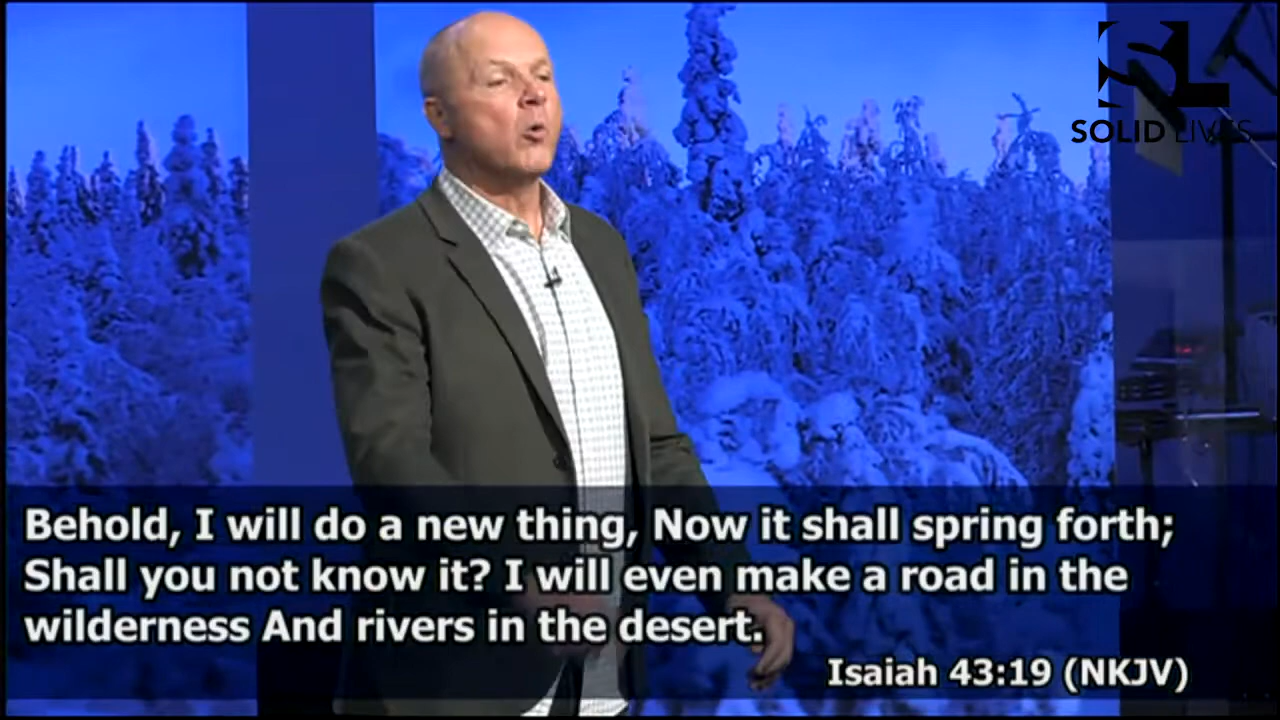 SL
SOLID LIVES
Behold, I will do a new thing, Now it shall spring forth;
Shall you not know it? I will even make a road in the
wilderness And rivers in the desert.
Isaiah 43:19 (NKJV)